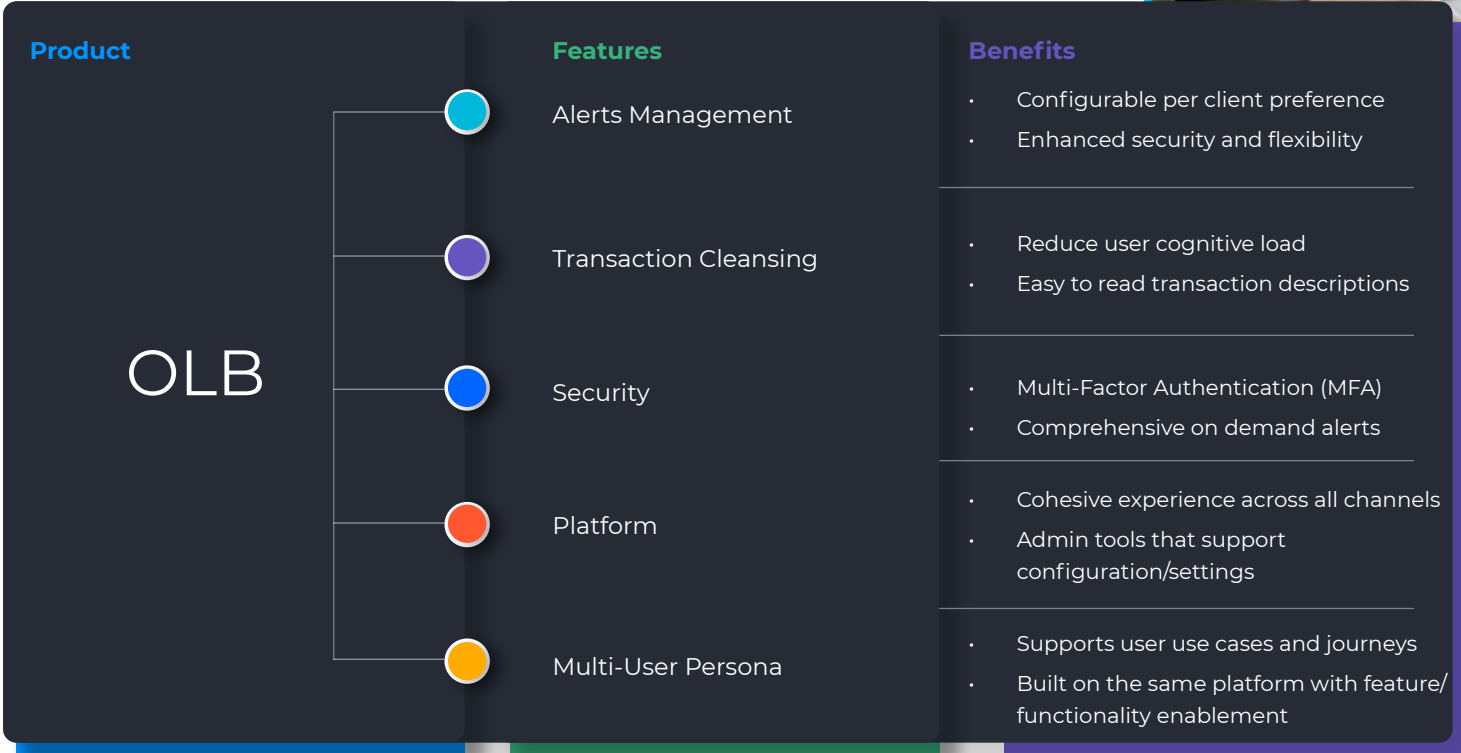 Product
OLB
Features
Alerts Management
Transaction Cleansing
Security
Platform
Multi-User Persona
Benefits
• Configurable per client preference
• Enhanced security and flexibility
• Reduce user cognitive load
• Easy to read transaction descriptions
• Multi-Factor Authentication (MFA)
• Comprehensive on demand alerts
• Cohesive experience across all channels
• Admin tools that support
configuration/settings
• Supports user use cases and journeys
• Built on the same platform with feature/
functionality enablement